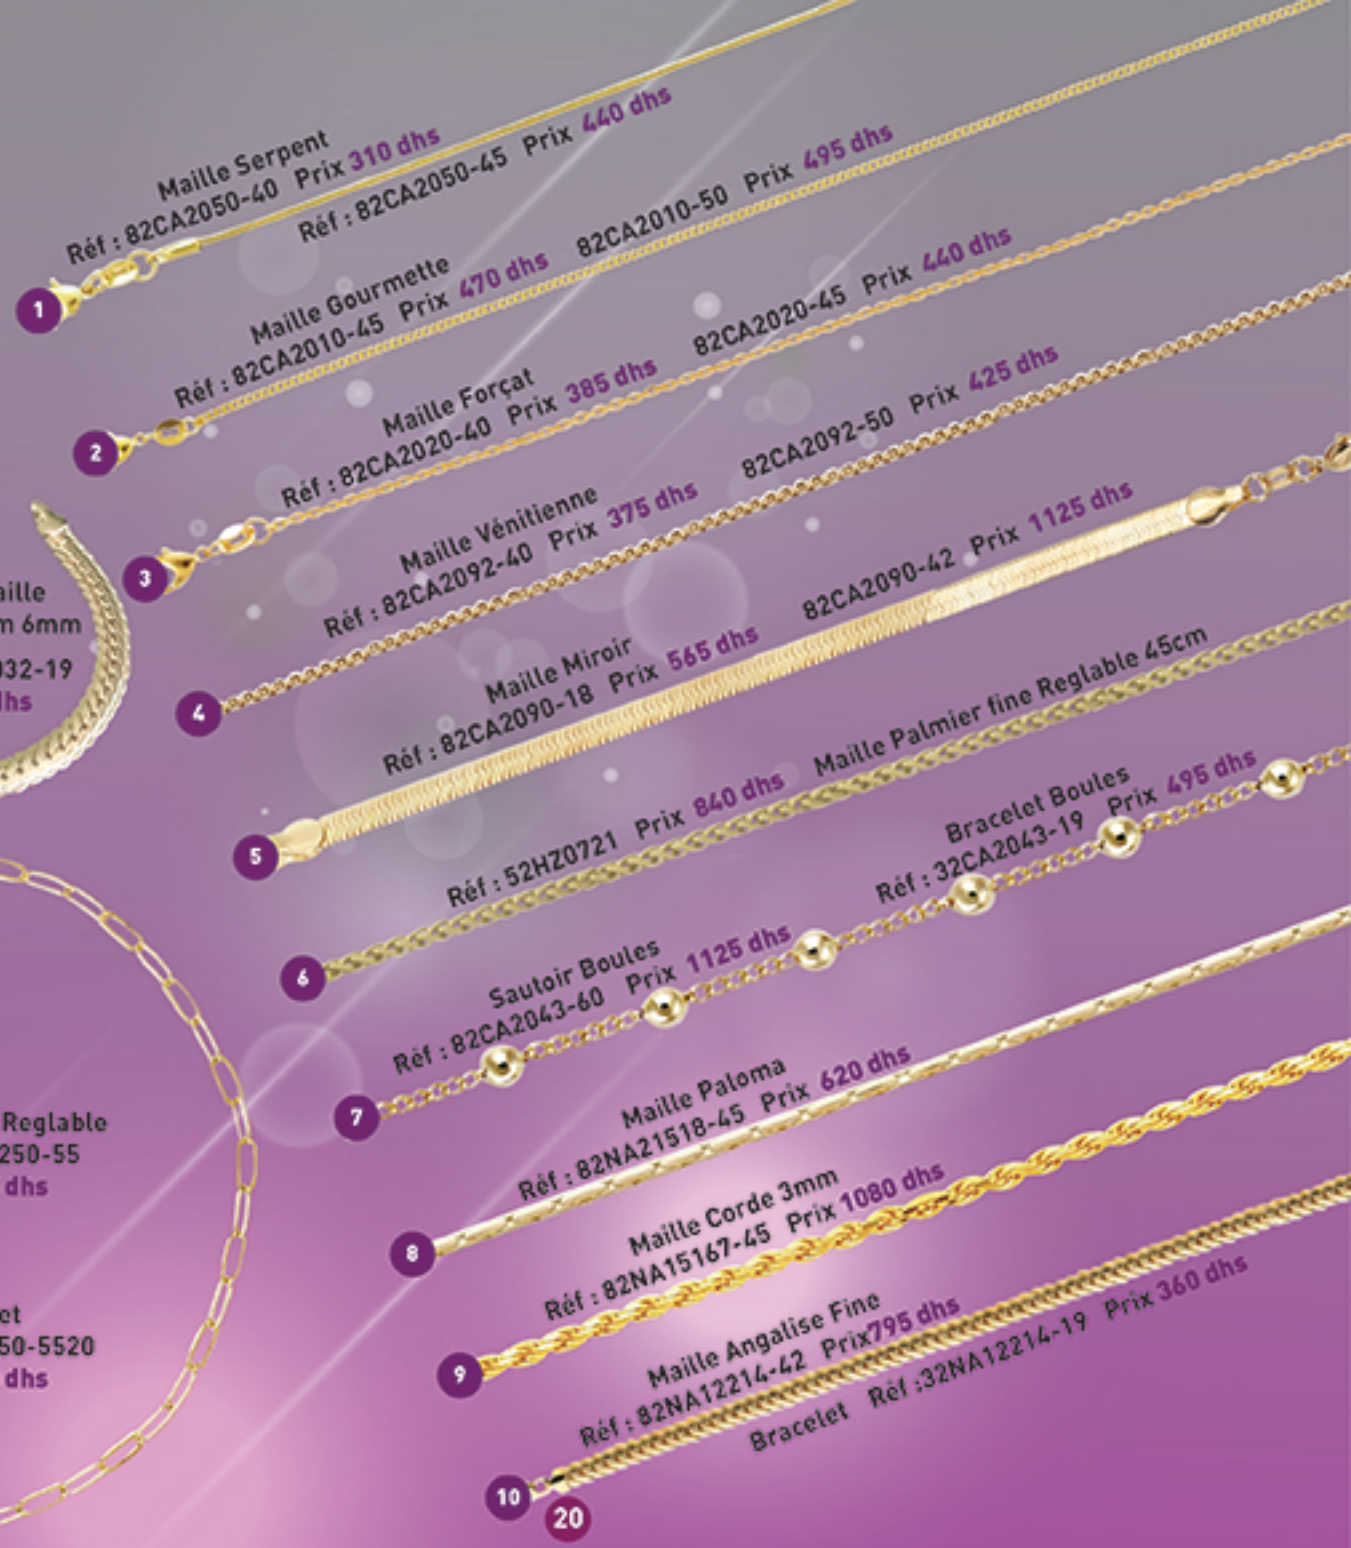 Maille Serpent
Réf : 82CA2050-40 Prix 310 dhs
Réf : 82CA2050-45 Prix 440 dhs
1
Maille Gourmette
Réf : 82CA2010-45 Prix 470 dhs 82CA2010-50 Prix 495 dhs
2
Maille Forçat
Réf : 82CA2020-40 Prix 385 dhs 82CA2020-45 Prix 440 dhs
3
Maille Vénitienne
Réf : 82CA2092-40 Prix 375 dhs 82CA2092-50 Prix 425 dhs
4
Maille Miroir
Réf : 82CA2090-18 Prix 565 dhs 82CA2090-42 Prix 1125 dhs
5
Réf : 52HZ0721 Prix 840 dhs Maille Palmier fine Reglable 45cm
6
Sautoir Boules
Réf : 82CA2043-60 Prix 1125 dhs
Bracelet Boules
Réf : 32CA2043-19 Prix 495 dhs
7
Maille Paloma
Réf : 82NA21518-45 Prix 620 dhs
8
Maille Corde 3mm
Réf : 82NA15167-45 Prix 1080 dhs
9
Maille Angalise Fine
Réf : 82NA12214-42 Prix795 dhs
Bracelet Réf :32NA12214-19 Prix 360 dhs
10
20
aille
m 6mm
032-19
dhs
Reglable
250-55
dhs
et
50-5520
dhs